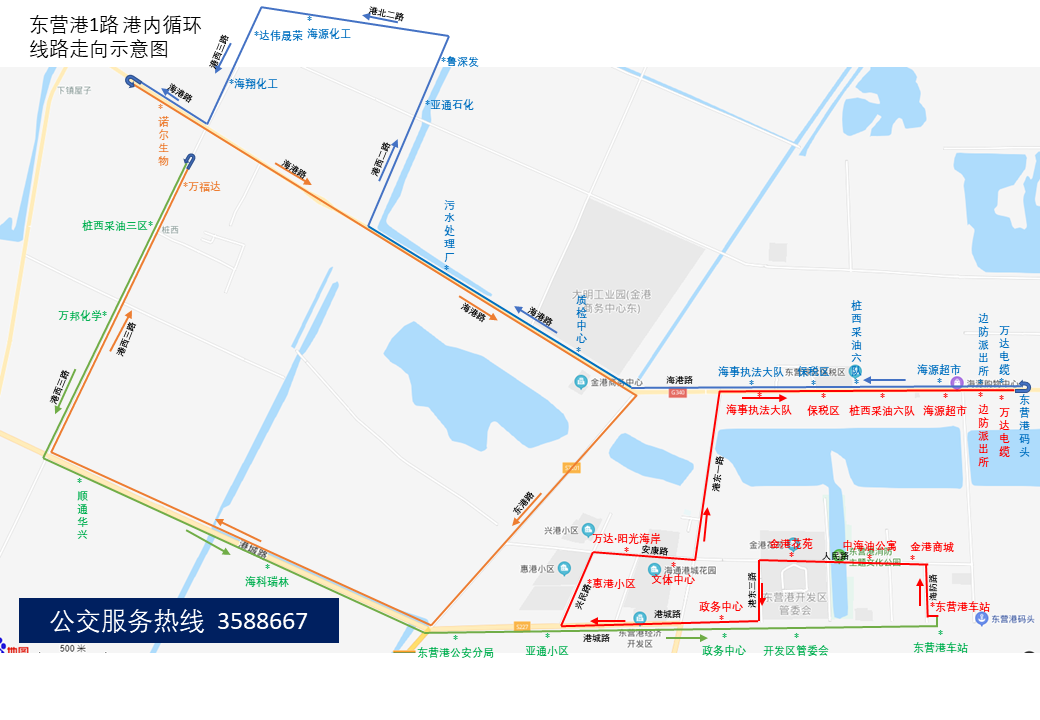 东营港1路 港内循环
线路走向示意图
港北二路
*达伟晟荣
*
海源化工
港西三路
*鲁深发
*海翔化工
海港路
下镇屋子
*亚通石化
*
诺尔生物
港西二路
海港路
*万福达
桩西采油三区*
桩西
污水处理厂
*
大明工业园(金港
商务中心东)
质检中心
*
海港路
海港路
万邦化学*
港西三路
港西三路
桩西采油六队
*
边防派出所
*
万达电缆
*
海事执法大队
*
保税区
*
海源超市
*
金港商务中心
海港路
东营港码头
*
海事执法大队
*
保税区
*
桩西采油六队
*
海源超市
*
边防派出所
*
万达电缆
港东一路
东港路
*
顺通华兴
港城路
*
海科瑞林
兴港小区
万达·阳光海岸
*
安康路
惠港小区
海通港城花园
文体中心
*
*惠港小区
兴民路
金港花苑
*
人民路
中海油公寓
*
金港商城
*
东营港消防
主题文化公园
港东三路
东营港开发区
管委会
海防路
*东营港车站
东营港码头
政务中心
*
港城路
东营港经济
开发区
港城路
*
东营港公安分局
*
亚通小区
*
政务中心
*
开发区管委会
*
东营港车站
公交服务热线 3588667
地图
500 米